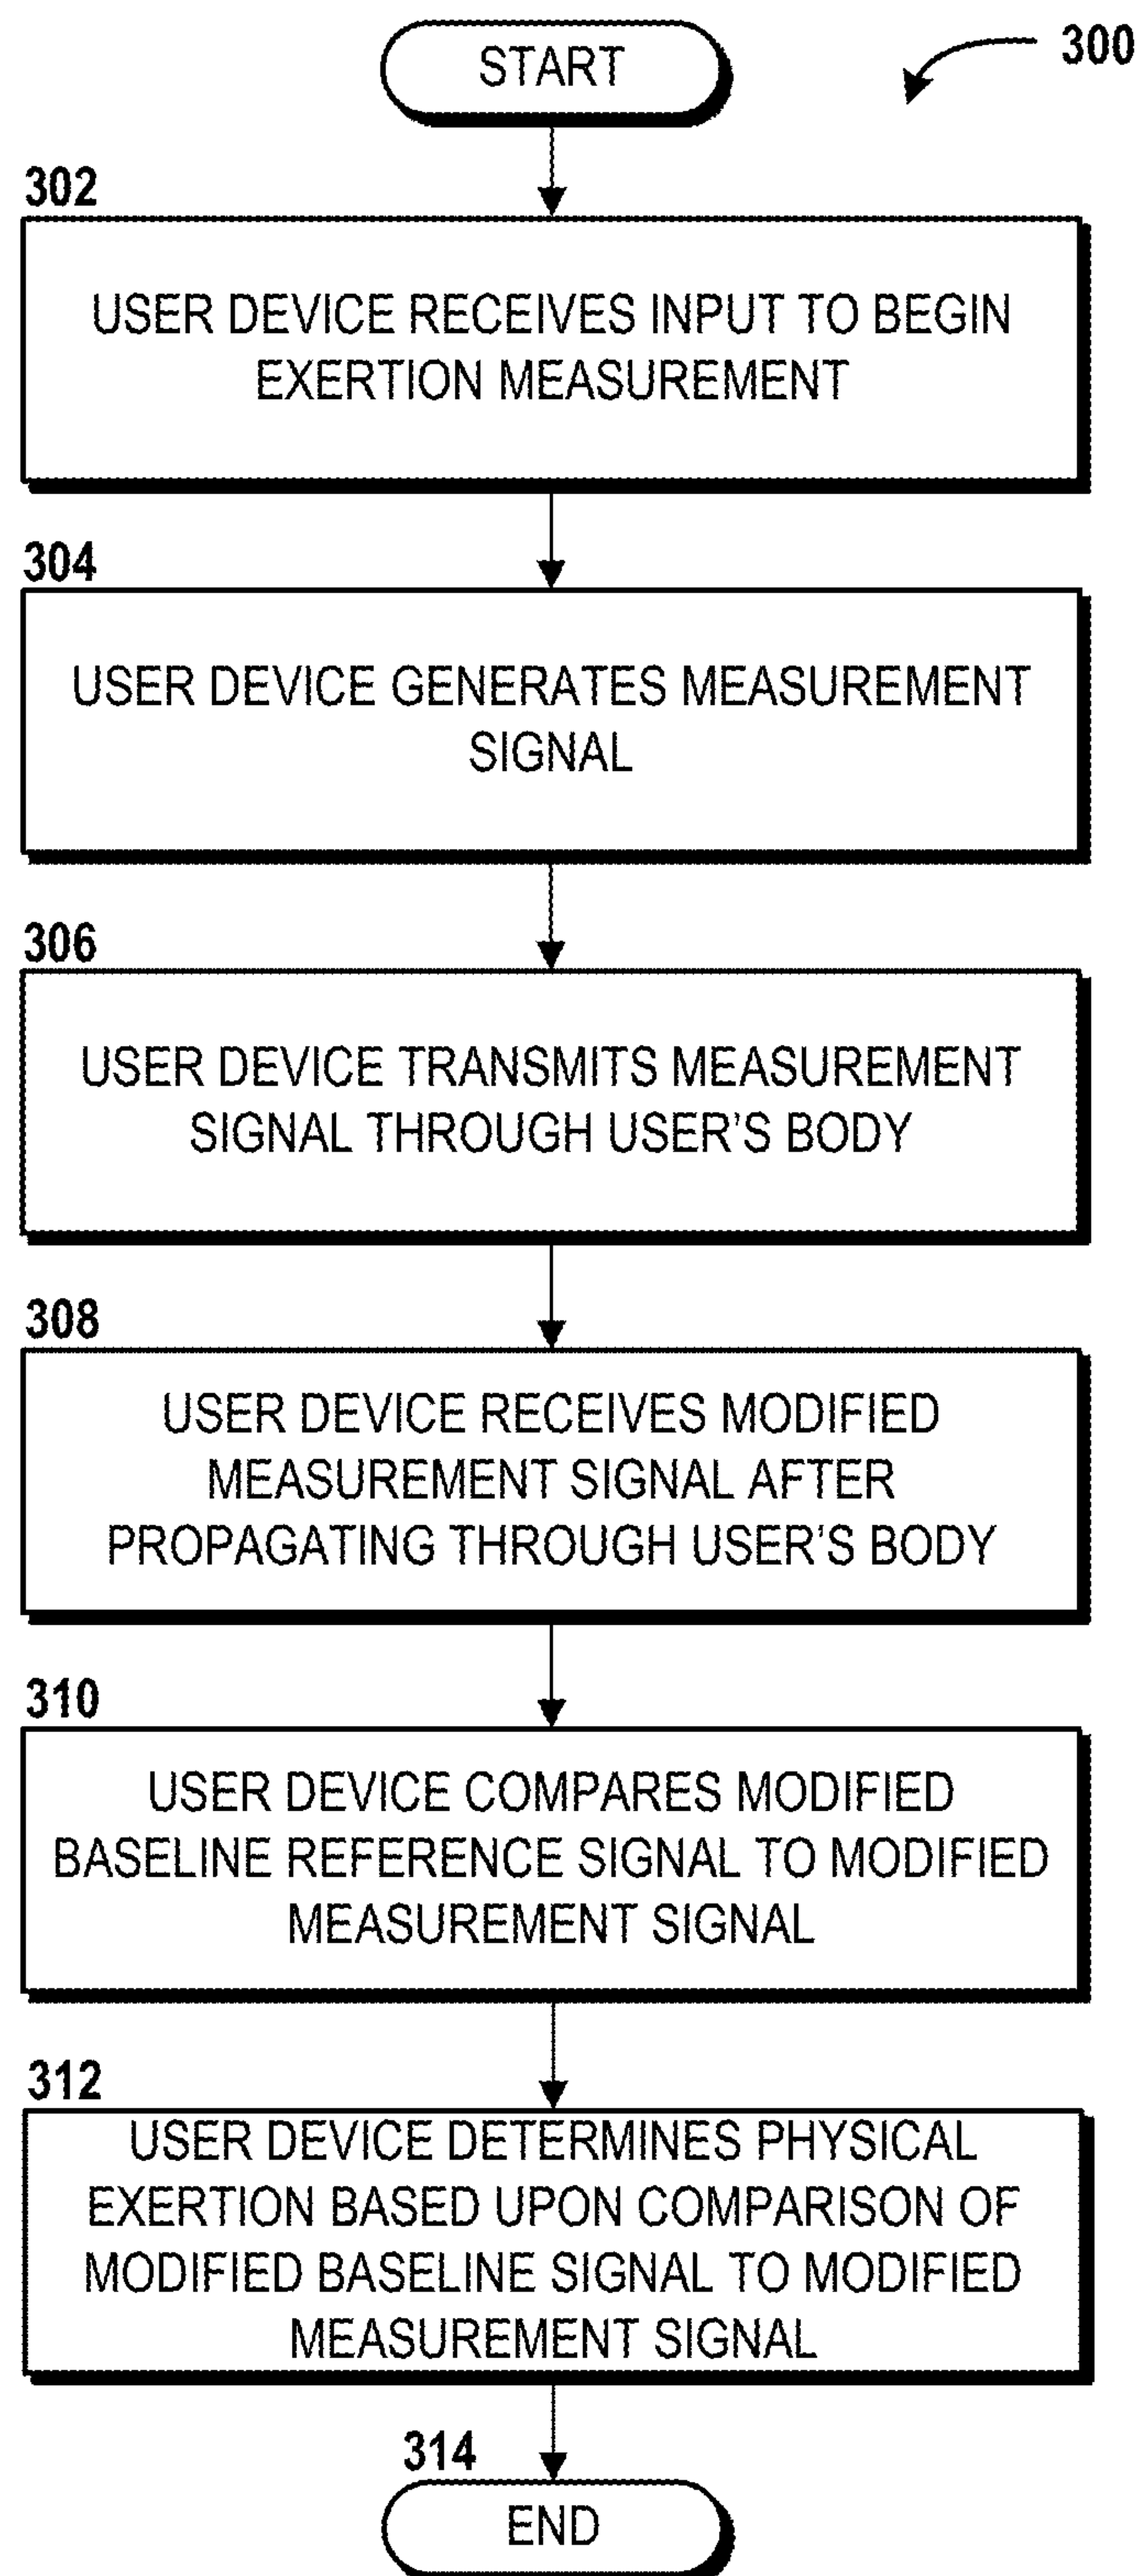 START
300
302
USER DEVICE RECEIVES INPUT TO BEGIN
EXERTION MEASUREMENT
304
USER DEVICE GENERATES MEASUREMENT
SIGNAL
306
USER DEVICE TRANSMITS MEASUREMENT
SIGNAL THROUGH USER'S BODY
308
USER DEVICE RECEIVES MODIFIED
MEASUREMENT SIGNAL AFTER
PROPAGATING THROUGH USER'S BODY
310
USER DEVICE COMPARES MODIFIED
BASELINE REFERENCE SIGNAL TO MODIFIED
MEASUREMENT SIGNAL
312
USER DEVICE DETERMINES PHYSICAL
EXERTION BASED UPON COMPARISON OF
MODIFIED BASELINE SIGNAL TO MODIFIED
MEASUREMENT SIGNAL
314
END